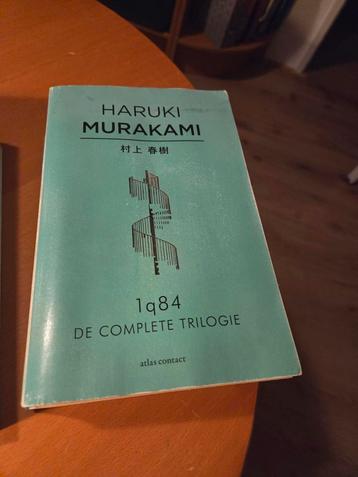 HARUKI
MURAKAMI
村上 春樹
1q84
DE COMPLETE TRILOGIE
atlas contact